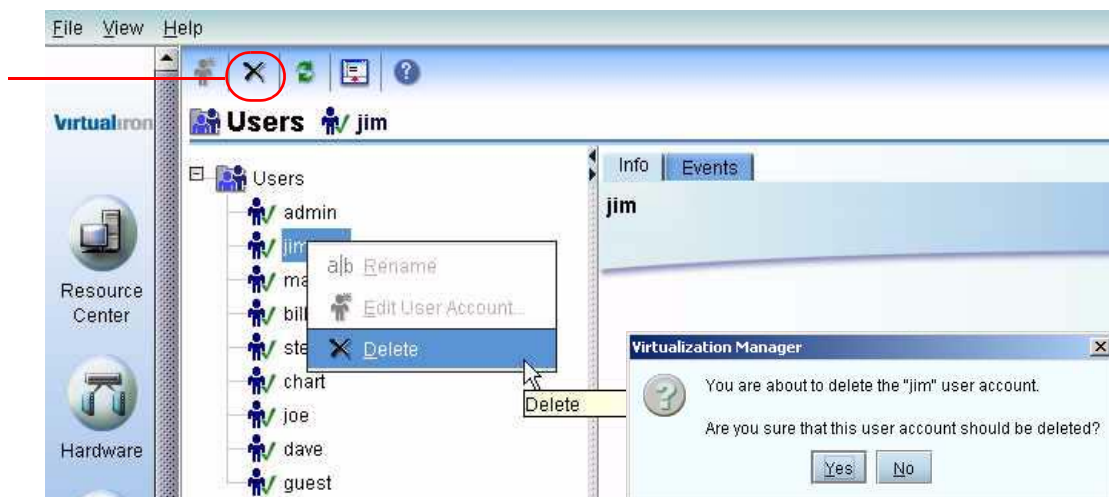 File View Help
Virtualiron
Users jim
Users
admin
jim
ma
bill
ste
chart
joe
dave
guest
a|b Rename
Edit User Account...
Delete
Delete
Resource
Center
Hardware
Info Events
jim
Virtualization Manager
You are about to delete the "jim" user account.
Are you sure that this user account should be deleted?
Yes No